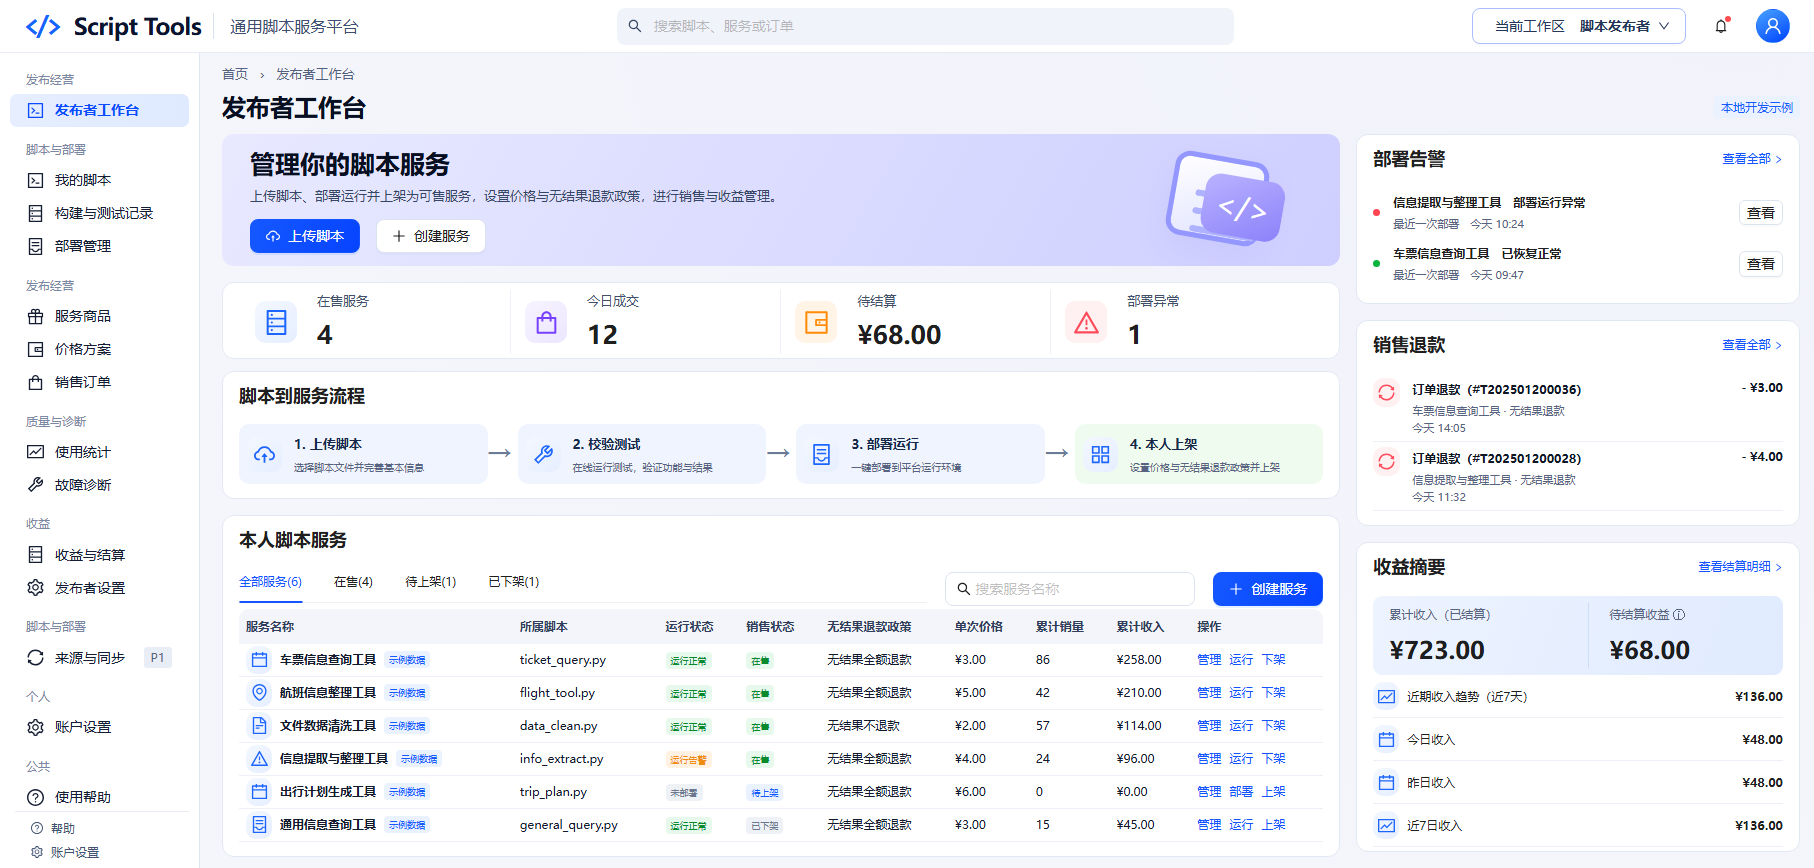 Script Tools
通用脚本服务平台
搜索脚本、服务或订单
当前工作区 脚本发布者
发布经营
发布者工作台
脚本与部署
我的脚本
构建与测试记录
部署管理
发布经营
服务商品
价格方案
销售订单
质量与诊断
使用统计
故障诊断
收益
收益与结算
发布者设置
脚本与部署
来源与同步 P1
个人
账户设置
公共
使用帮助
帮助
账户设置
首页 › 发布者工作台
发布者工作台
本地开发示例
管理你的脚本服务
上传脚本、部署运行并上架为可售服务，设置价格与无结果退款政策，进行销售与收益管理。
上传脚本
创建服务
</>
在售服务
4
今日成交
12
待结算
¥68.00
部署异常
1
脚本到服务流程
1. 上传脚本
选择脚本文件并完善基本信息
2. 校验测试
在线运行测试，验证功能与结果
3. 部署运行
一键部署到平台运行环境
4. 本人上架
设置价格与无结果退款政策并上架
本人脚本服务
全部服务(6) 在售(4) 待上架(1) 已下架(1)
搜索服务名称
创建服务
服务名称 所属脚本 运行状态 销售状态 无结果退款政策 单次价格 累计销量 累计收入 操作
车票信息查询工具 示例数据 ticket_query.py 运行正常 在售 无结果全额退款 ¥3.00 86 ¥258.00 管理 运行 下架
航班信息整理工具 示例数据 flight_tool.py 运行正常 在售 无结果全额退款 ¥5.00 42 ¥210.00 管理 运行 下架
文件数据清洗工具 示例数据 data_clean.py 运行正常 在售 无结果不退款 ¥2.00 57 ¥114.00 管理 运行 下架
信息提取与整理工具 示例数据 info_extract.py 运行告警 在售 无结果全额退款 ¥4.00 24 ¥96.00 管理 运行 下架
出行计划生成工具 示例数据 trip_plan.py 未部署 待上架 无结果全额退款 ¥6.00 0 ¥0.00 管理 部署 上架
通用信息查询工具 示例数据 general_query.py 运行正常 已下架 无结果全额退款 ¥3.00 15 ¥45.00 管理 运行 上架
部署告警
查看全部 >
信息提取与整理工具 部署运行异常
最近一次部署 今天 10:24
查看
车票信息查询工具 已恢复正常
最近一次部署 今天 09:47
查看
销售退款
查看全部 >
订单退款（#T202501200036） - ¥3.00
车票信息查询工具 · 无结果退款
今天 14:05
订单退款（#T202501200028） - ¥4.00
信息提取与整理工具 · 无结果退款
今天 11:32
收益摘要
查看结算明细 >
累计收入（已结算）
¥723.00
待结算收益
¥68.00
近期收入趋势（近7天） ¥136.00
今日收入 ¥48.00
昨日收入 ¥48.00
近7日收入 ¥136.00